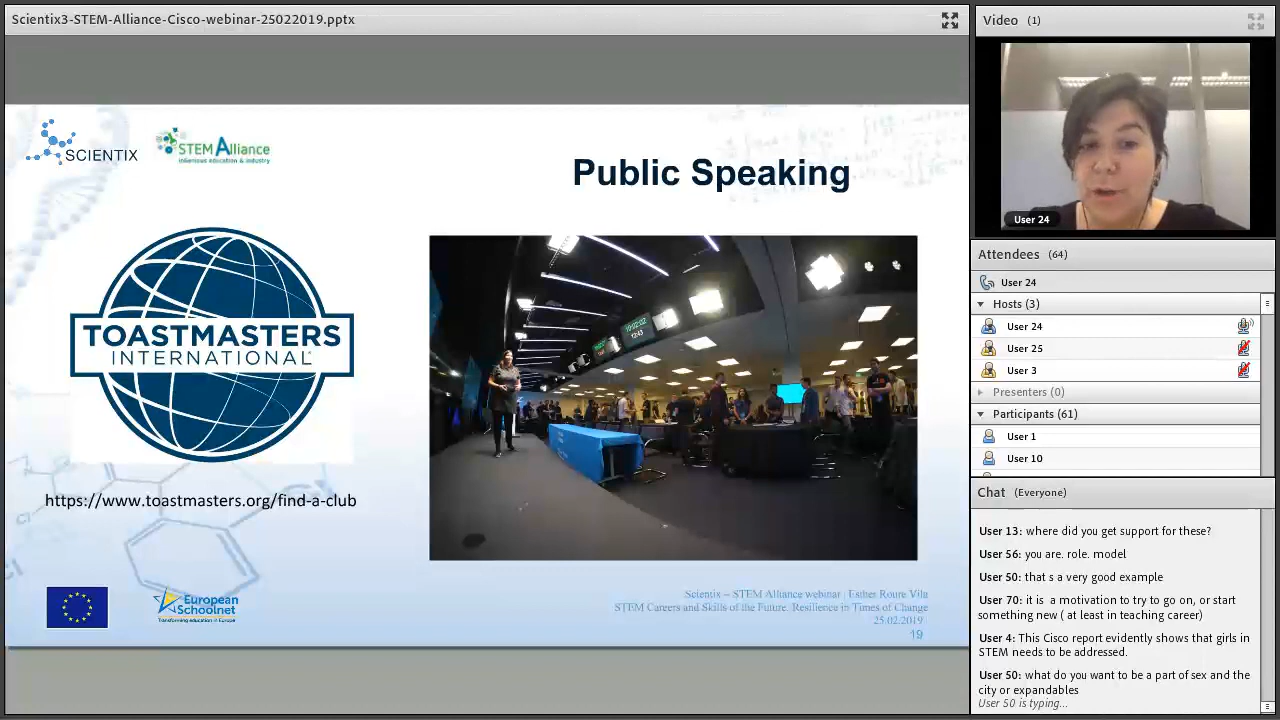 Scientix3-STEM-Alliance-Cisco-webinar-25022019.pptx
SCIENTIX
STEM Alliance
inGenious education & industry
Public Speaking
TOASTMASTERS
INTERNATIONAL
https://www.toastmasters.org/find-a-club
European
Schoolnet
Transforming education in Europe
Scientix – STEM Alliance webinar | Esther Roure Vila
STEM Careers and Skills of the Future. Resilience in Times of Change
25.02.2019
19
Video (1)
User 24
Attendees (64)
User 24
Hosts (3)
User 24
User 25
User 3
Presenters (0)
Participants (61)
User 1
User 10
Chat (Everyone)
User 13: where did you get support for these?
User 56: you are. role. model
User 50: that s a very good example
User 70: it is a motivation to try to go on, or start
something new ( at least in teaching career)
User 4: This Cisco report evidently shows that girls in
STEM needs to be addressed.
User 50: what do you want to be a part of sex and the
city or expandables
User 50 is typing...